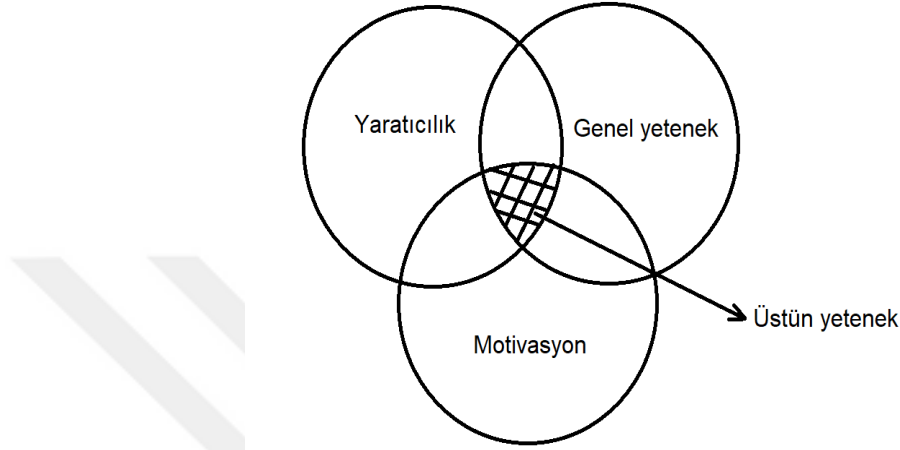 Yaratıcılık
Genel yetenek
Üstün yetenek
Motivasyon